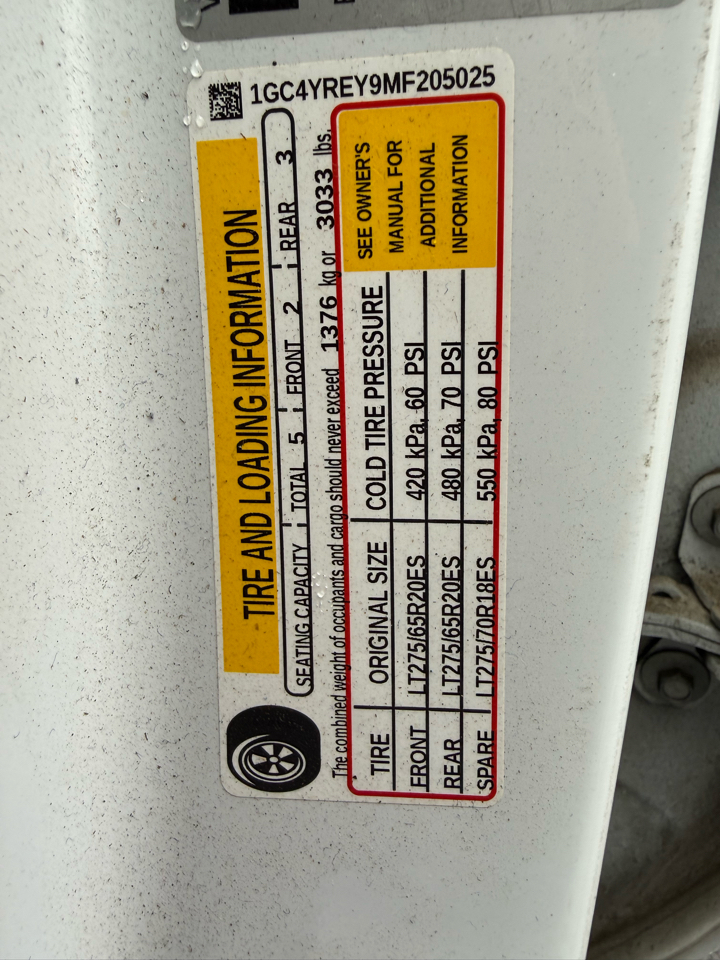 1GC4YREY9MF205025
TIRE AND LOADING INFORMATION
SEATING CAPACITY TOTAL 5 FRONT 2 REAR 3
The combined weight of occupants and cargo should never exceed 1376 kg or 3033 lbs.
TIRE ORIGINAL SIZE COLD TIRE PRESSURE
FRONT LT275/65R20ES 420 kPa, 60 PSI
REAR LT275/65R20ES 480 kPa, 70 PSI
SPARE LT275/70R18ES 550 kPa, 80 PSI
SEE OWNER'S
MANUAL FOR
ADDITIONAL
INFORMATION